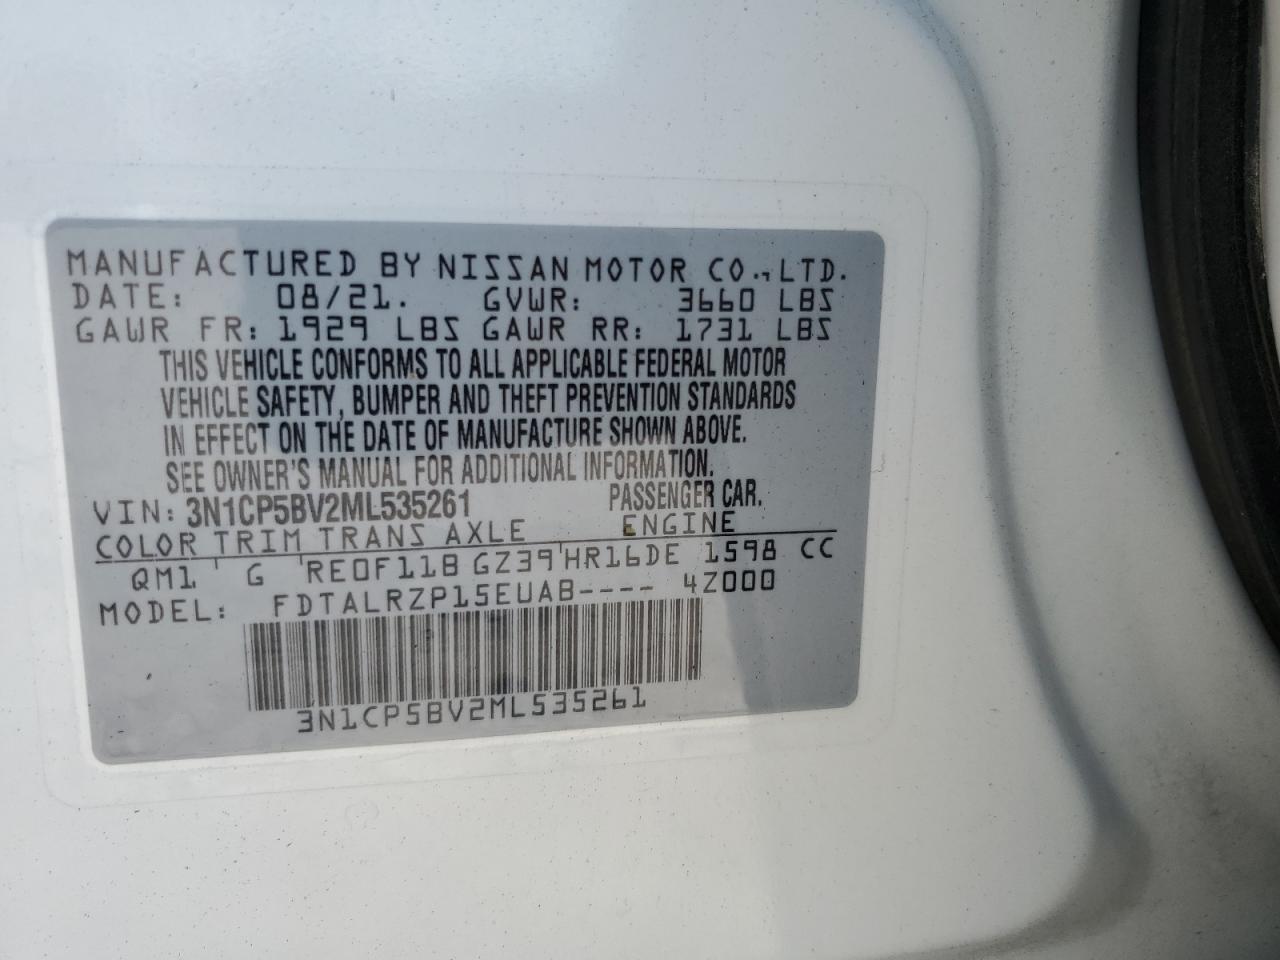 MANUFACTURED BY NISSAN MOTOR CO., LTD.
DATE: 08/21. GVWR: 3660 LBS
GAWR FR: 1929 LBS GAWR RR: 1731 LBS
THIS VEHICLE CONFORMS TO ALL APPLICABLE FEDERAL MOTOR
VEHICLE SAFETY, BUMPER AND THEFT PREVENTION STANDARDS
IN EFFECT ON THE DATE OF MANUFACTURE SHOWN ABOVE.
SEE OWNER'S MANUAL FOR ADDITIONAL INFORMATION.
VIN: 3N1CP5BV2ML535261 PASSENGER CAR.
COLOR TRIM TRANS AXLE ENGINE
QM1 ' G ' RE0F11B GZ39 ' HR16DE 1598 CC
MODEL: FDTALRZP15EUAB---- 4Z000
3N1CP5BV2ML535261